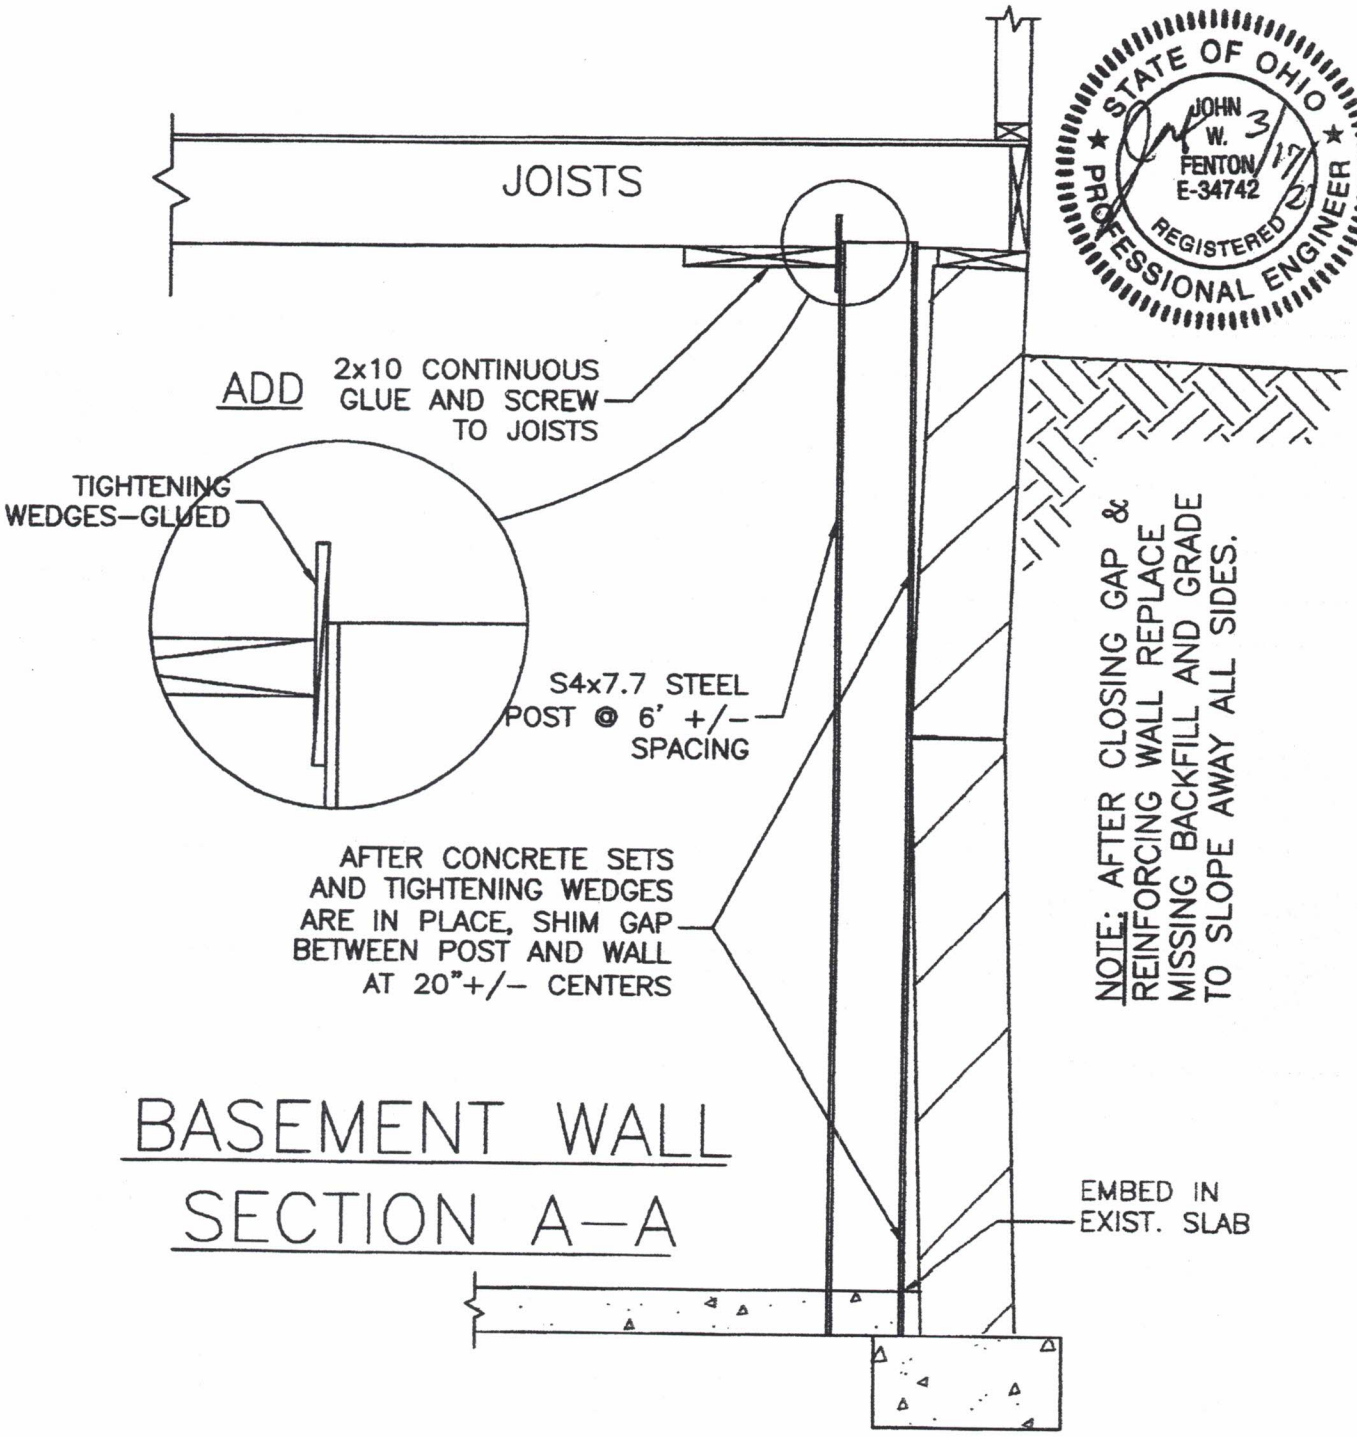 STATE OF OHIO
PROFESSIONAL ENGINEER
JOHN
W.
FENTON
E-34742
REGISTERED
3/17/2
JOISTS
ADD
2x10 CONTINUOUS
GLUE AND SCREW
TO JOISTS
TIGHTENING
WEDGES-GLUED
S4x7.7 STEEL
POST @ 6' +/-
SPACING
AFTER CONCRETE SETS
AND TIGHTENING WEDGES
ARE IN PLACE, SHIM GAP
BETWEEN POST AND WALL
AT 20"+/- CENTERS
NOTE: AFTER CLOSING GAP &
REINFORCING WALL REPLACE
MISSING BACKFILL AND GRADE
TO SLOPE AWAY ALL SIDES.
BASEMENT WALL
SECTION A-A
EMBED IN
EXIST. SLAB